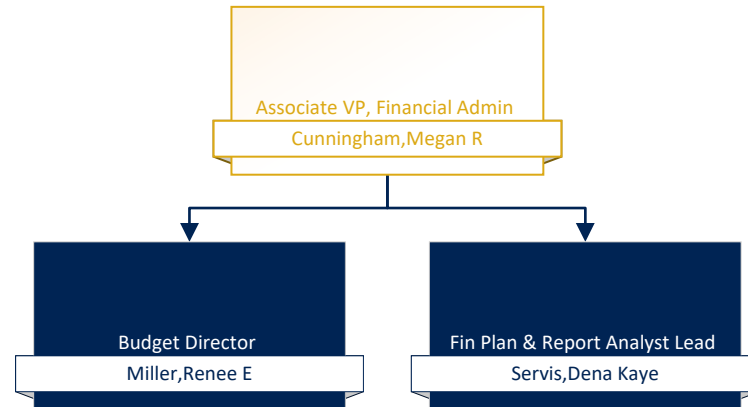 Associate VP, Financial Admin
Cunningham,Megan R
Budget Director
Miller,Renee E
Fin Plan & Report Analyst Lead
Servis,Dena Kaye